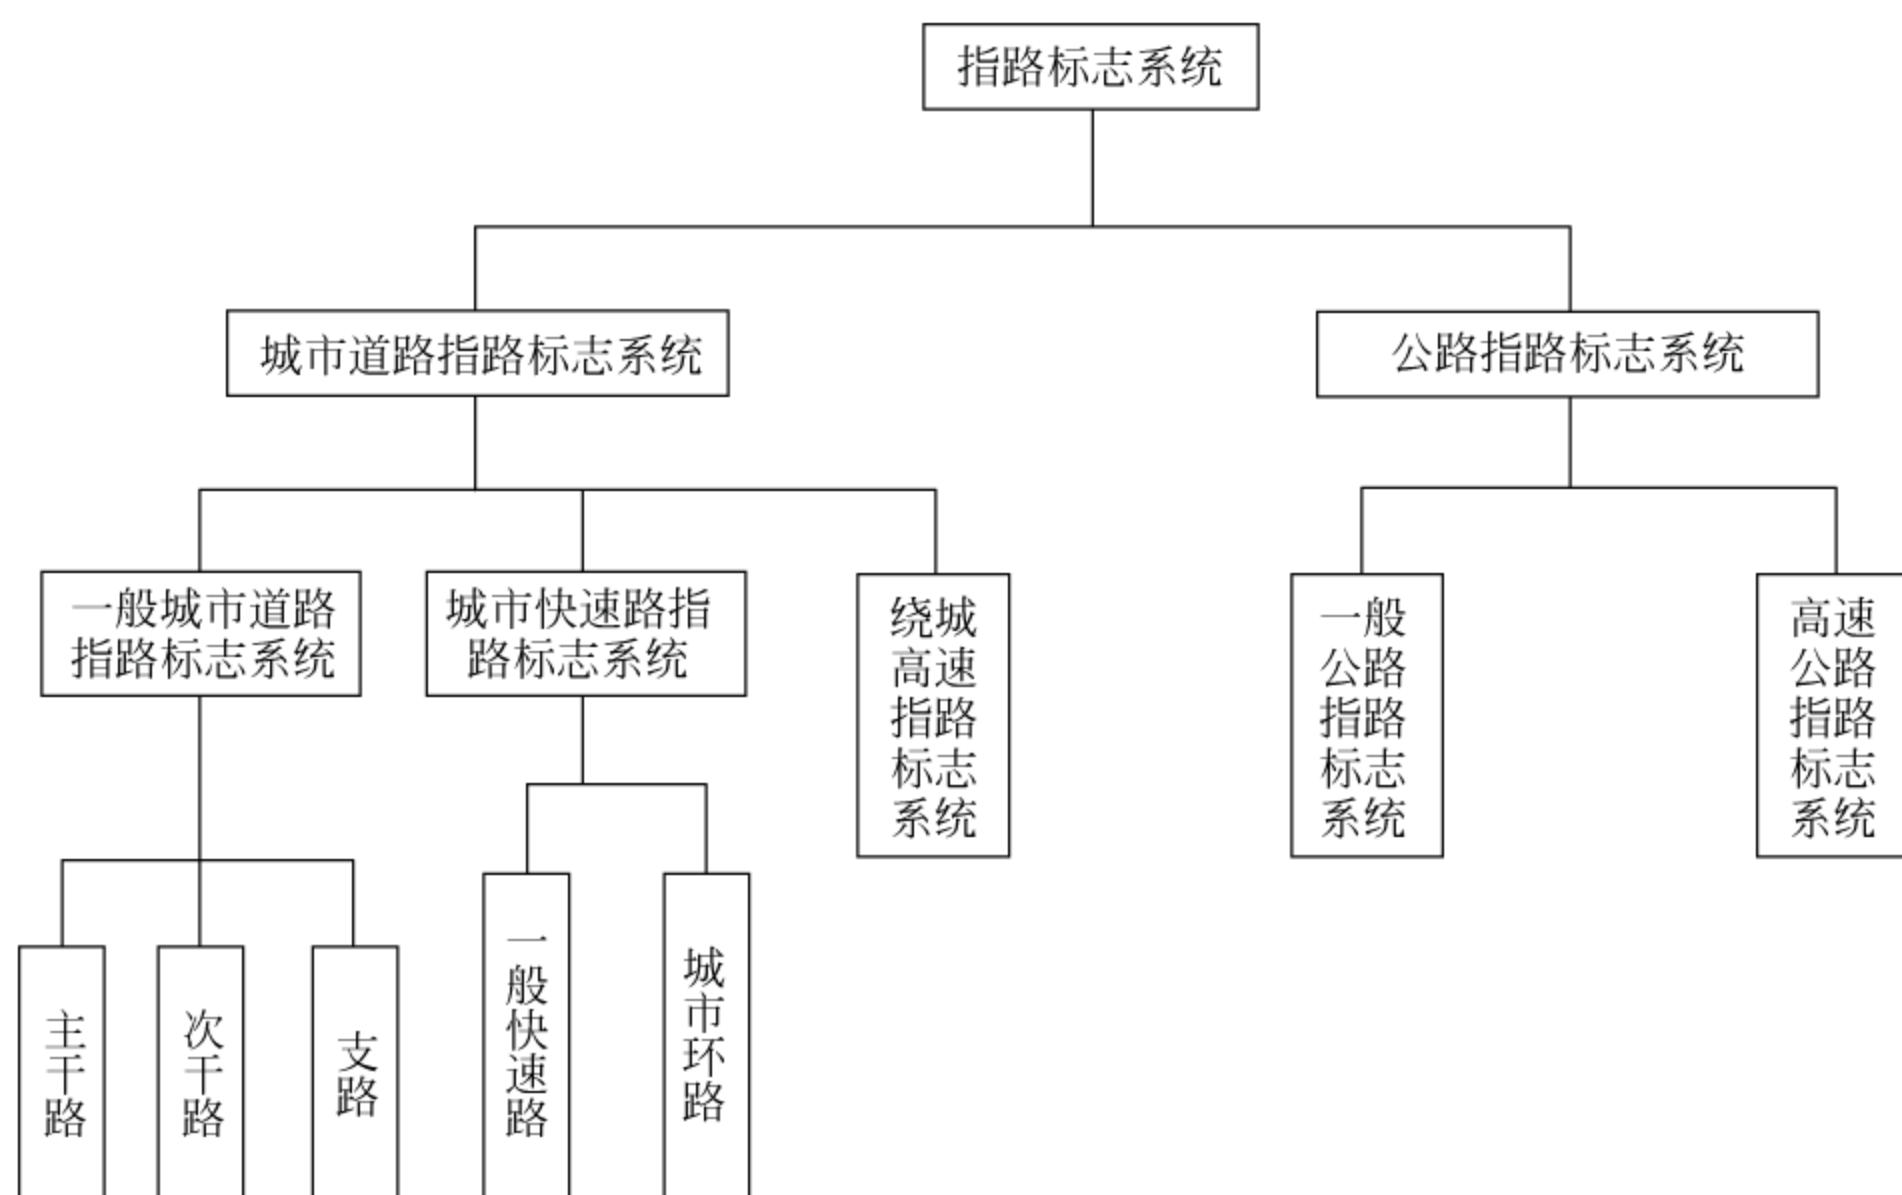 指路标志系统
城市道路指路标志系统
公路指路标志系统
一般城市道路
指路标志系统
城市快速路指
路标志系统
绕城
高速
指路
标志
系统
一般
公路
指路
标志
系统
高速
公路
指路
标志
系统
主干路
次干路
支路
一般快速路
城市环路